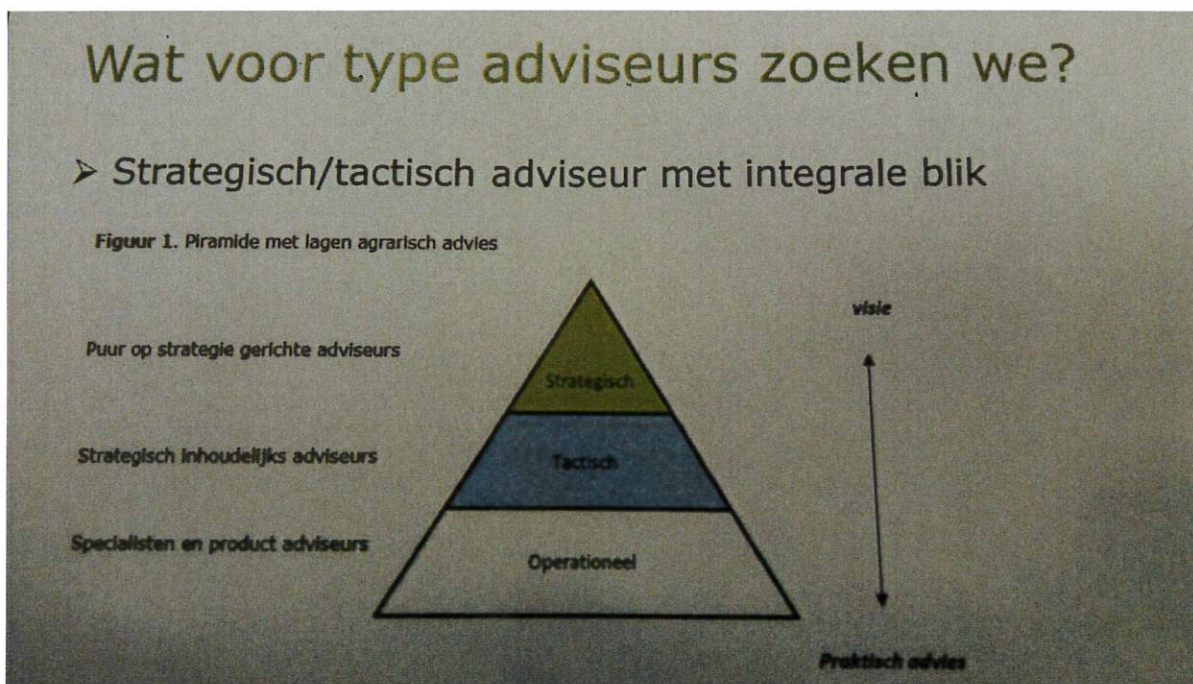 Wat voor type adviseurs zoeken we?
➢ Strategisch/tactisch adviseur met integrale blik
Figuur 1. Piramide met lagen agrarisch advies
visie
Puur op strategie gerichte adviseurs
Strategisch
Strategisch inhoudelijks adviseurs
Tactisch
Specialisten en product adviseurs
Operationeel
Praktisch advies